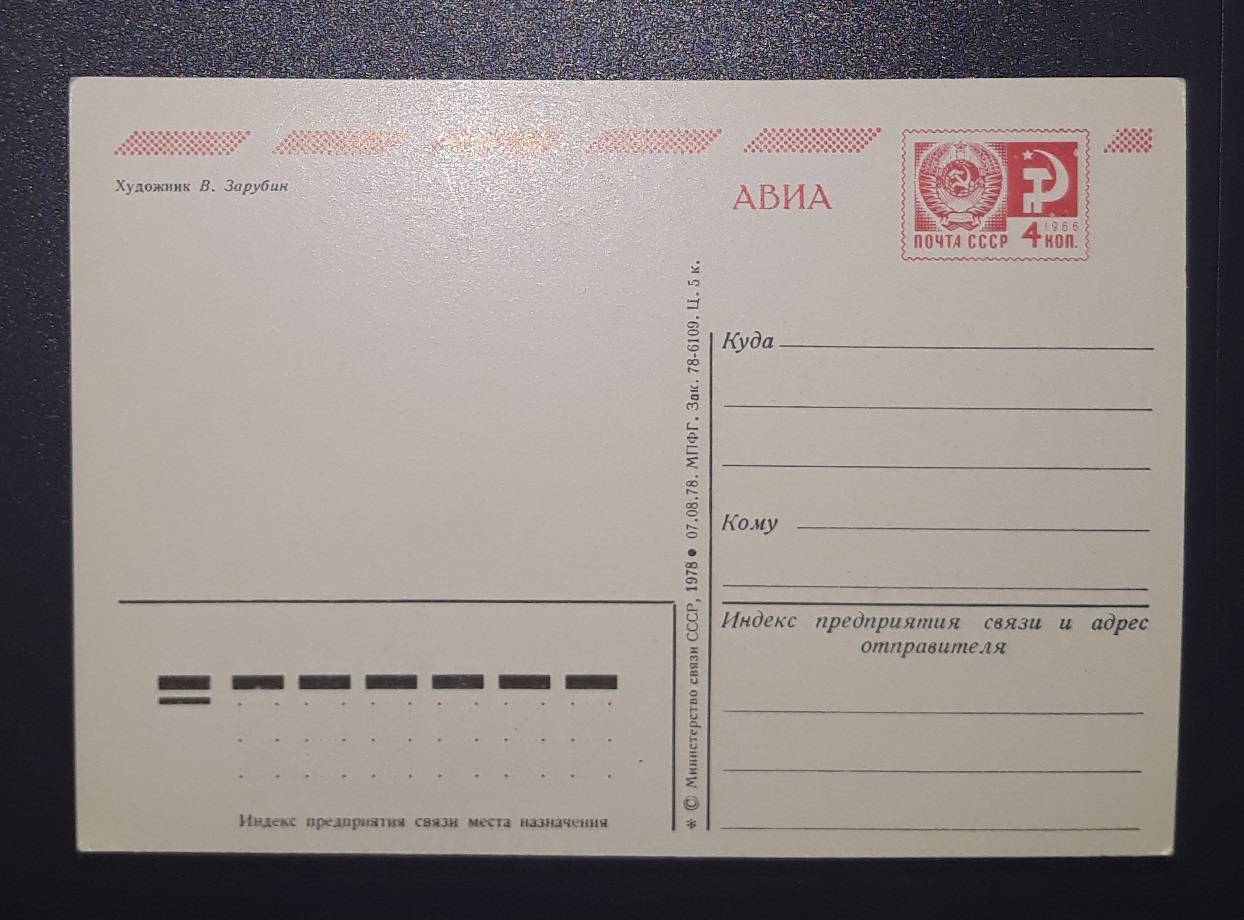 Художник В. Зарубин
АВИА
1966
ПОЧТА СССР 4 КОП.
* © Министерство связи СССР, 1978 ● 07.08.78. МПФГ. Зак. 78-6109. Ц. 5 к.
Куда
Кому
Индекс предприятия связи и адрес
отправителя
Индекс предприятия связи места назначения